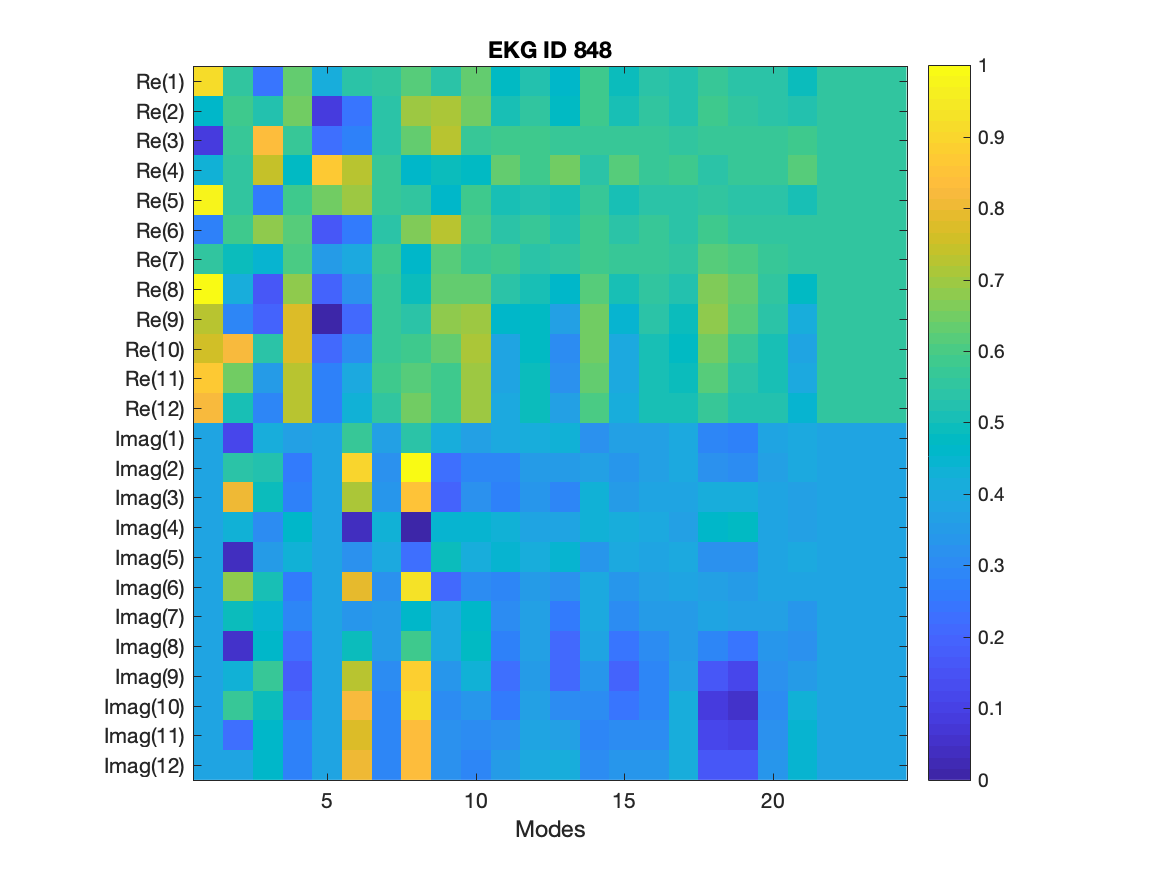 EKG ID 848
Re(1)
Re(2)
Re(3)
Re(4)
Re(5)
Re(6)
Re(7)
Re(8)
Re(9)
Re(10)
Re(11)
Re(12)
Imag(1)
Imag(2)
Imag(3)
Imag(4)
Imag(5)
Imag(6)
Imag(7)
Imag(8)
Imag(9)
Imag(10)
Imag(11)
Imag(12)
5 10 15 20
Modes
1
0.9
0.8
0.7
0.6
0.5
0.4
0.3
0.2
0.1
0